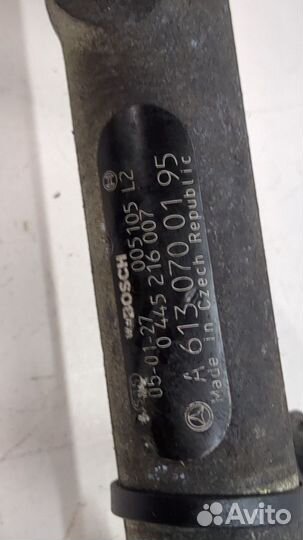 BOSCH 005105 L2
05-01-27
0 445 216 007
A 613 070 01 95
Made in Czech Republic
Avito